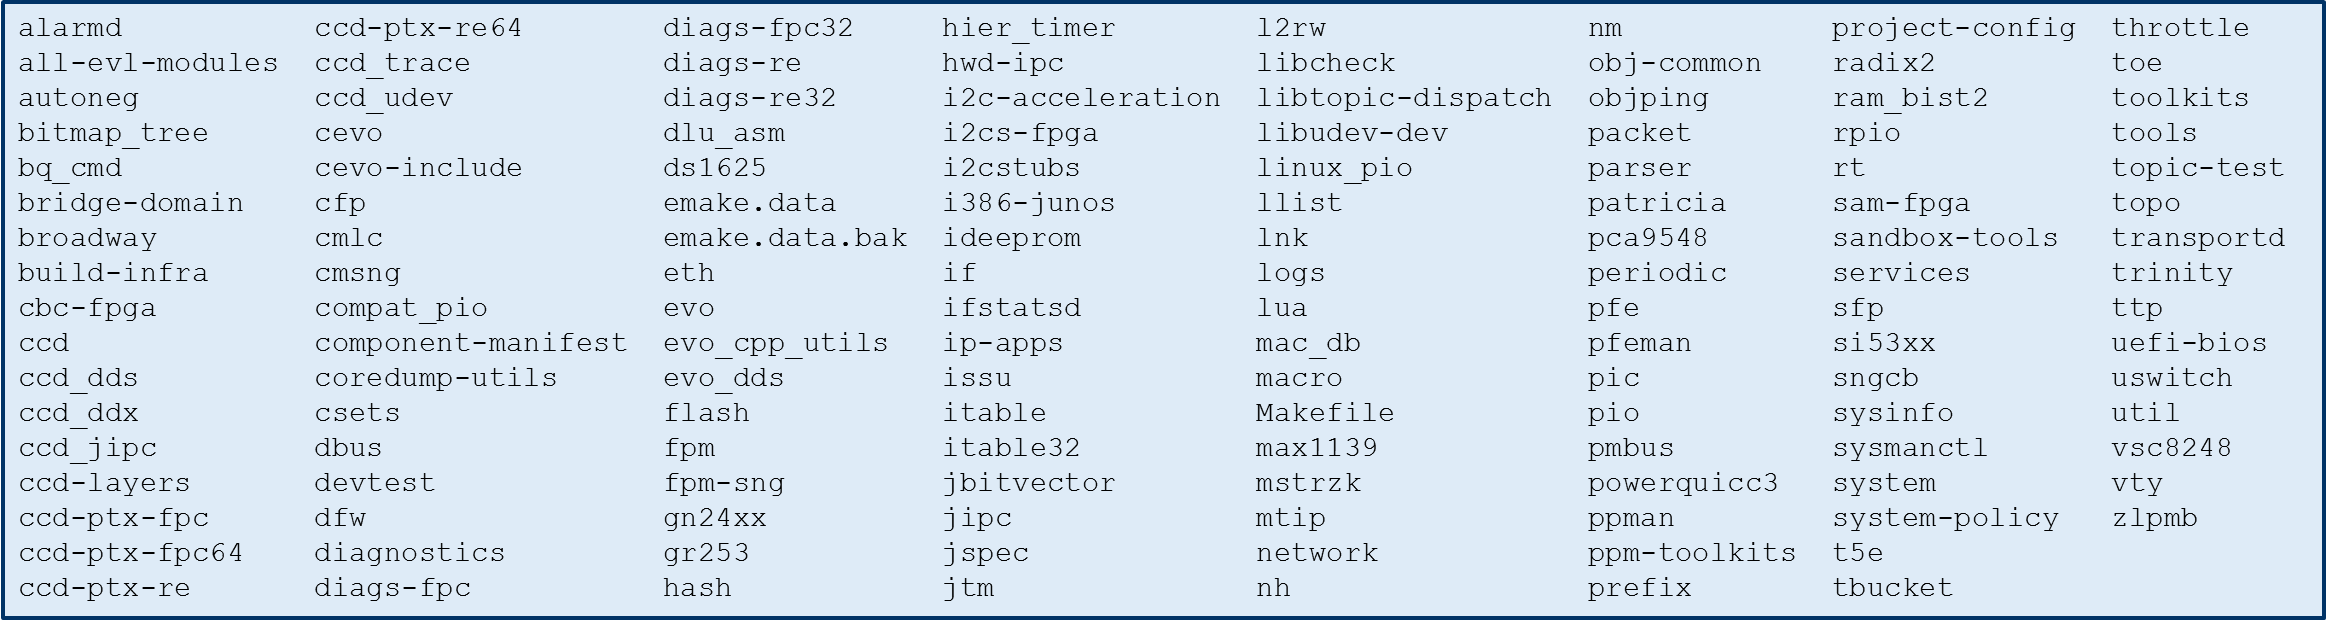 alarmd ccd-ptx-re64 diags-fpc32 hier_timer l2rw nm project-config throttle
all-evl-modules ccd_trace diags-re hwd-ipc libcheck obj-common radix2 toe
autoneg ccd_udev diags-re32 i2c-acceleration libtopic-dispatch objping ram_bist2 toolkits
bitmap_tree cevo dlu_asm i2cs-fpga libudev-dev packet rpio tools
bq_cmd cevo-include ds1625 i2cstubs linux_pio parser rt topic-test
bridge-domain cfp emake.data i386-junos llist patricia sam-fpga topo
broadway cmlc emake.data.bak ideeprom lnk pca9548 sandbox-tools transportd
build-infra cmsng eth if logs periodic services trinity
cbc-fpga compat_pio evo ifstatsd lua pfe sfp ttp
ccd component-manifest evo_cpp_utils ip-apps mac_db pfeman si53xx uefi-bios
ccd_dds coredump-utils evo_dds issu macro pic sngcb uswitch
ccd_ddx csets flash itable Makefile pio sysinfo util
ccd_jipc dbus fpm itable32 max1139 pmbus sysmanctl vsc8248
ccd-layers devtest fpm-sng jbitvector mstrzk powerquicc3 system vty
ccd-ptx-fpc dfw gn24xx jipc mtip ppman system-policy zlpmb
ccd-ptx-fpc64 diagnostics gr253 jspec network ppm-toolkits t5e
ccd-ptx-re diags-fpc hash jtm nh prefix tbucket